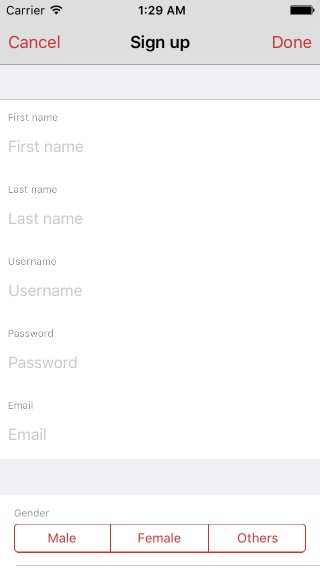 Carrier 1:29 AM
Cancel Sign up Done
First name
First name
Last name
Last name
Username
Username
Password
Password
Email
Email
Gender
Male Female Others